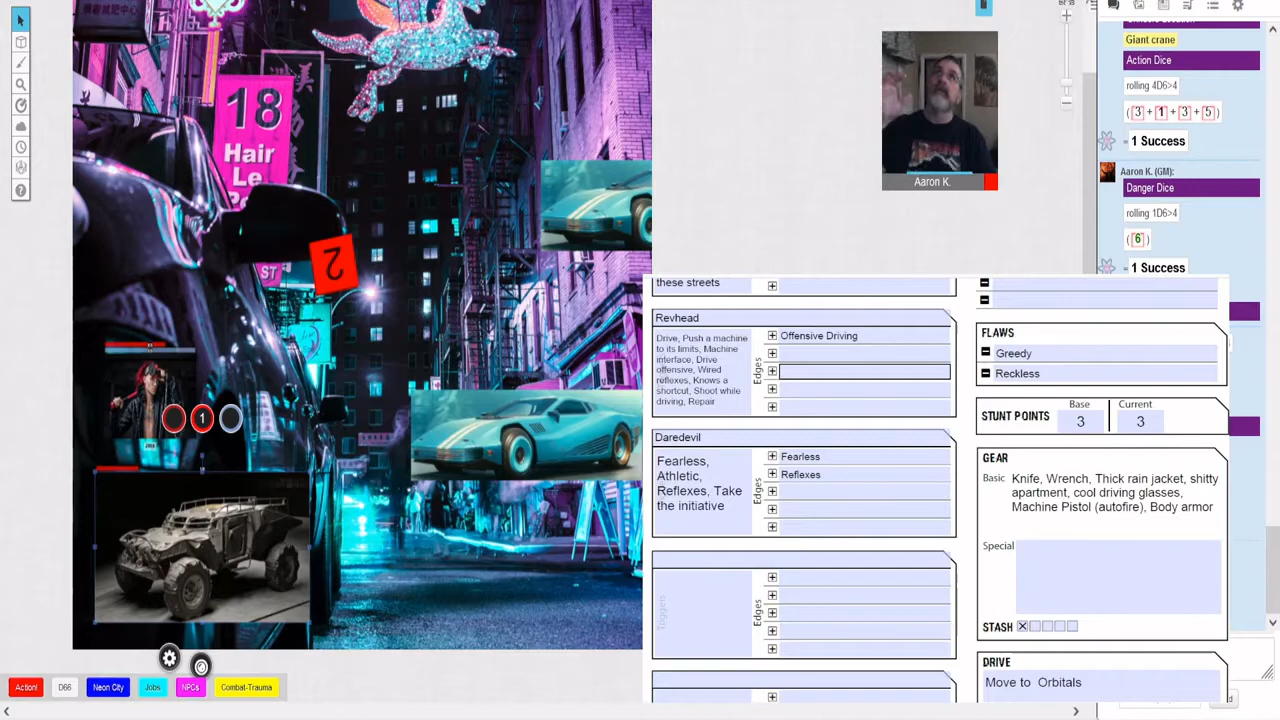 18
Hair
Le
ST
2
1
Action!
D66
Neon City
Jobs
NPCs
Combat-Trauma
Aaron K.
Giant crane
Action Dice
rolling 4D6>4
( 3 + 1 + 3 + 5 )
= 1 Success
Aaron K. (GM):
Danger Dice
rolling 1D6>4
( 6 )
= 1 Success
these streets
Revhead
Drive, Push a machine
to its limits, Machine
interface, Drive
offensive, Wired
reflexes, Knows a
shortcut, Shoot while
driving, Repair
Edges
Offensive Driving
Daredevil
Fearless,
Athletic,
Reflexes, Take
the initiative
Edges
Fearless
Reflexes
Triggers
Edges
FLAWS
Greedy
Reckless
STUNT POINTS
Base
Current
3
3
GEAR
Basic
Knife, Wrench, Thick rain jacket, shitty
apartment, cool driving glasses,
Machine Pistol (autofire), Body armor
Special
STASH
DRIVE
Move to Orbitals